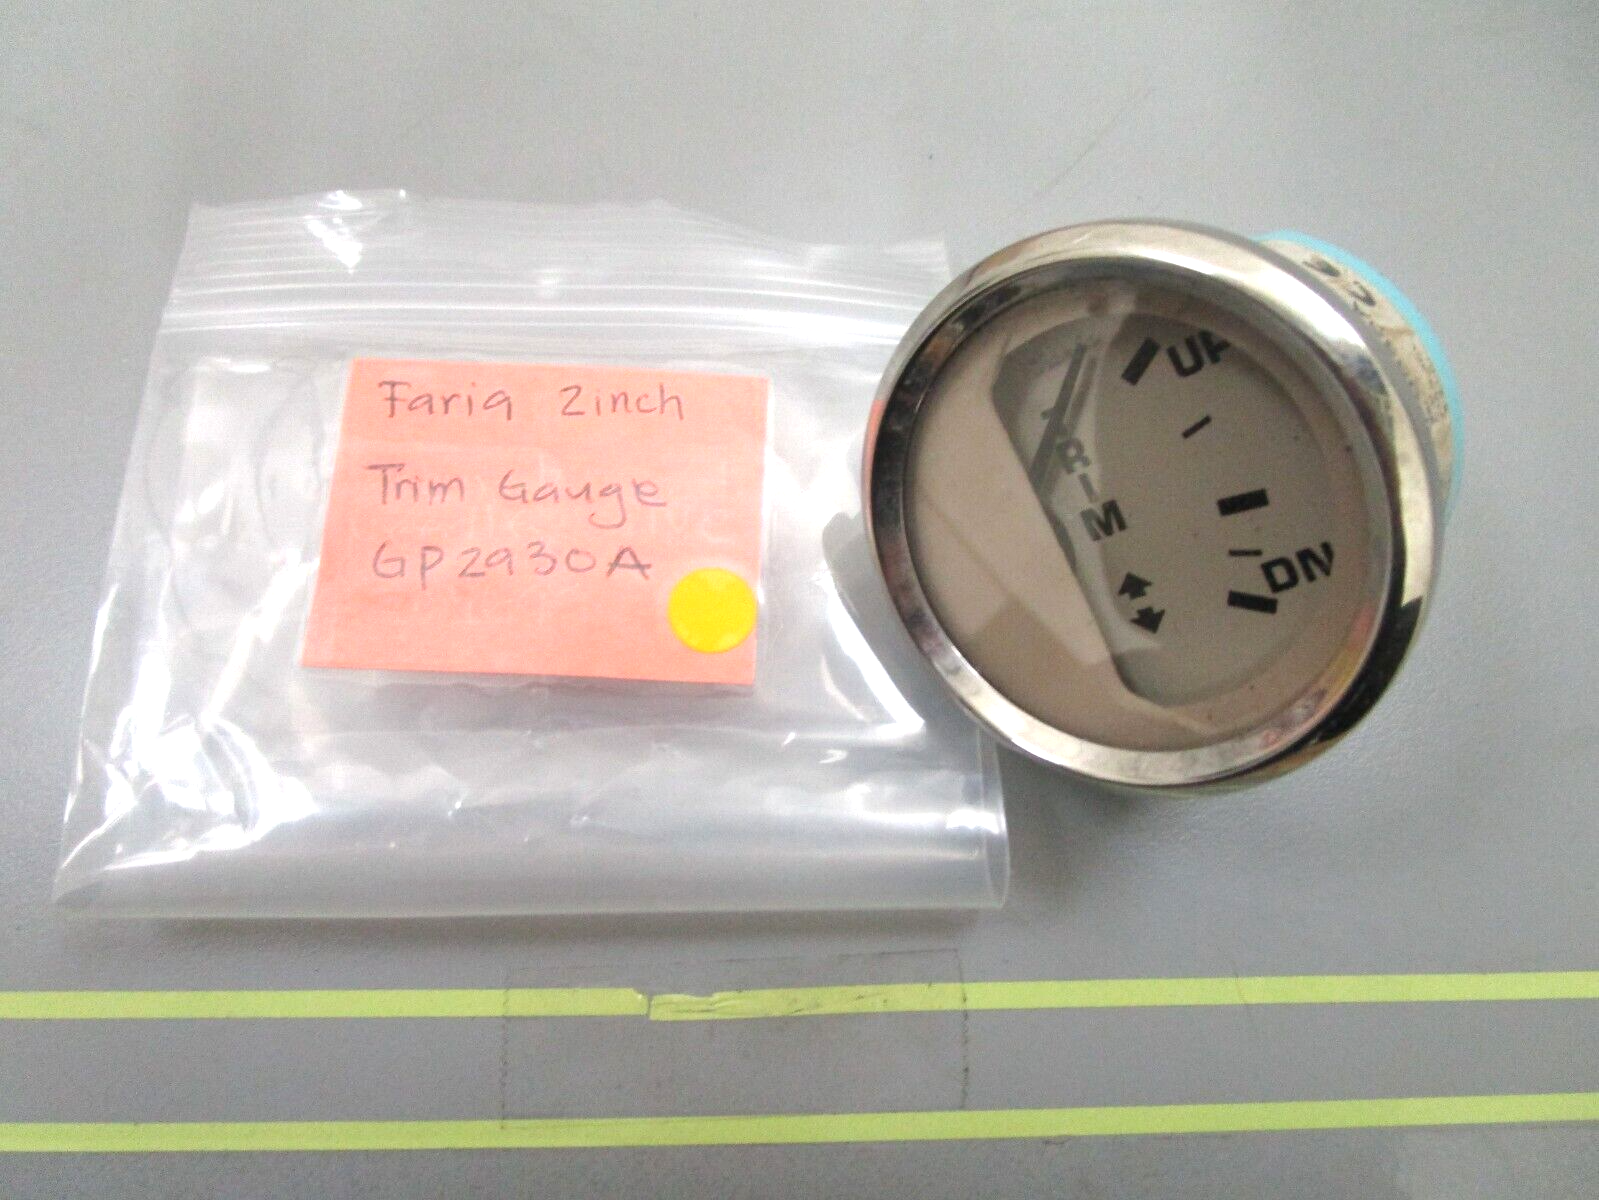 Faria 2inch
Trim Gauge
GP2930A
UP
TRIM
DN